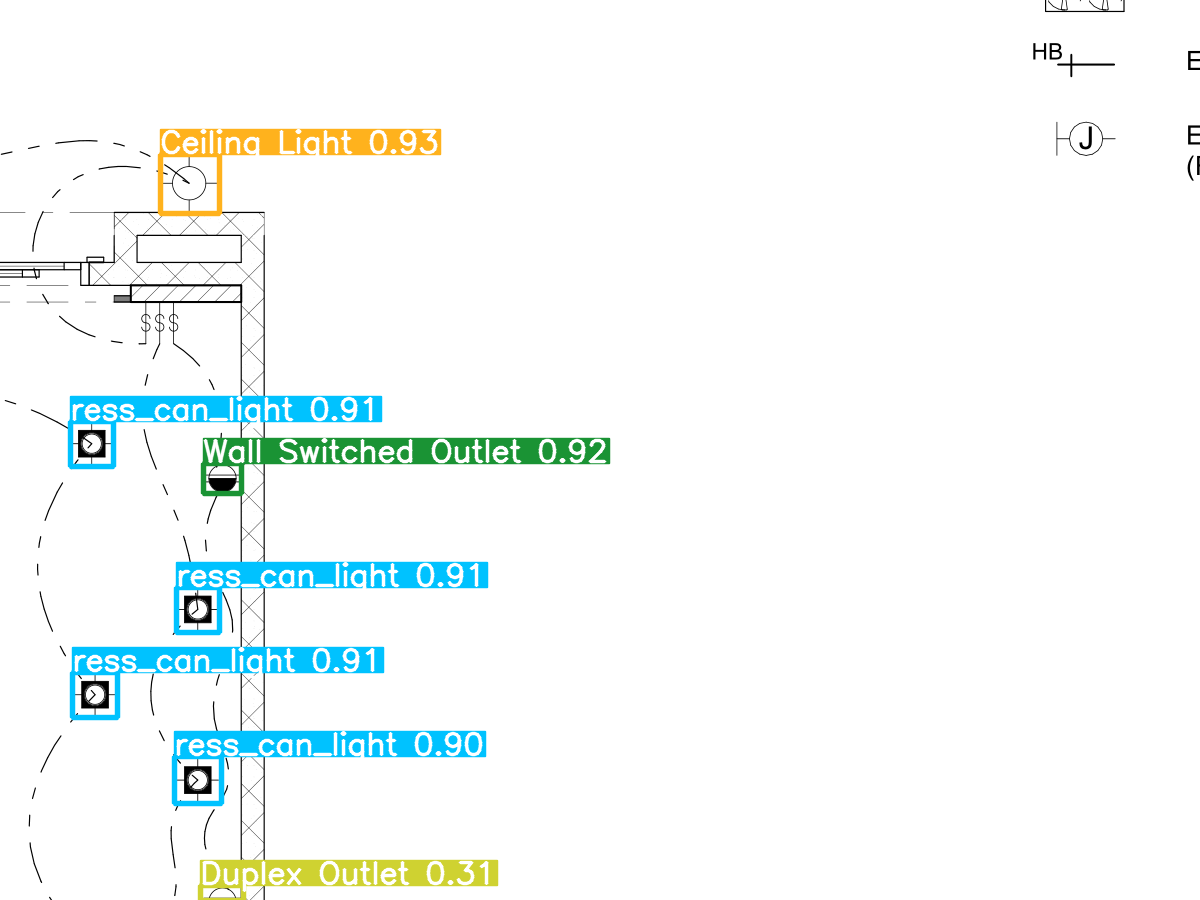 HB
E
J
E
(F
Ceiling Light 0.93
$$$
ress_can_light 0.91
Wall Switched Outlet 0.92
ress_can_light 0.91
ress_can_light 0.91
ress_can_light 0.90
Duplex Outlet 0.31